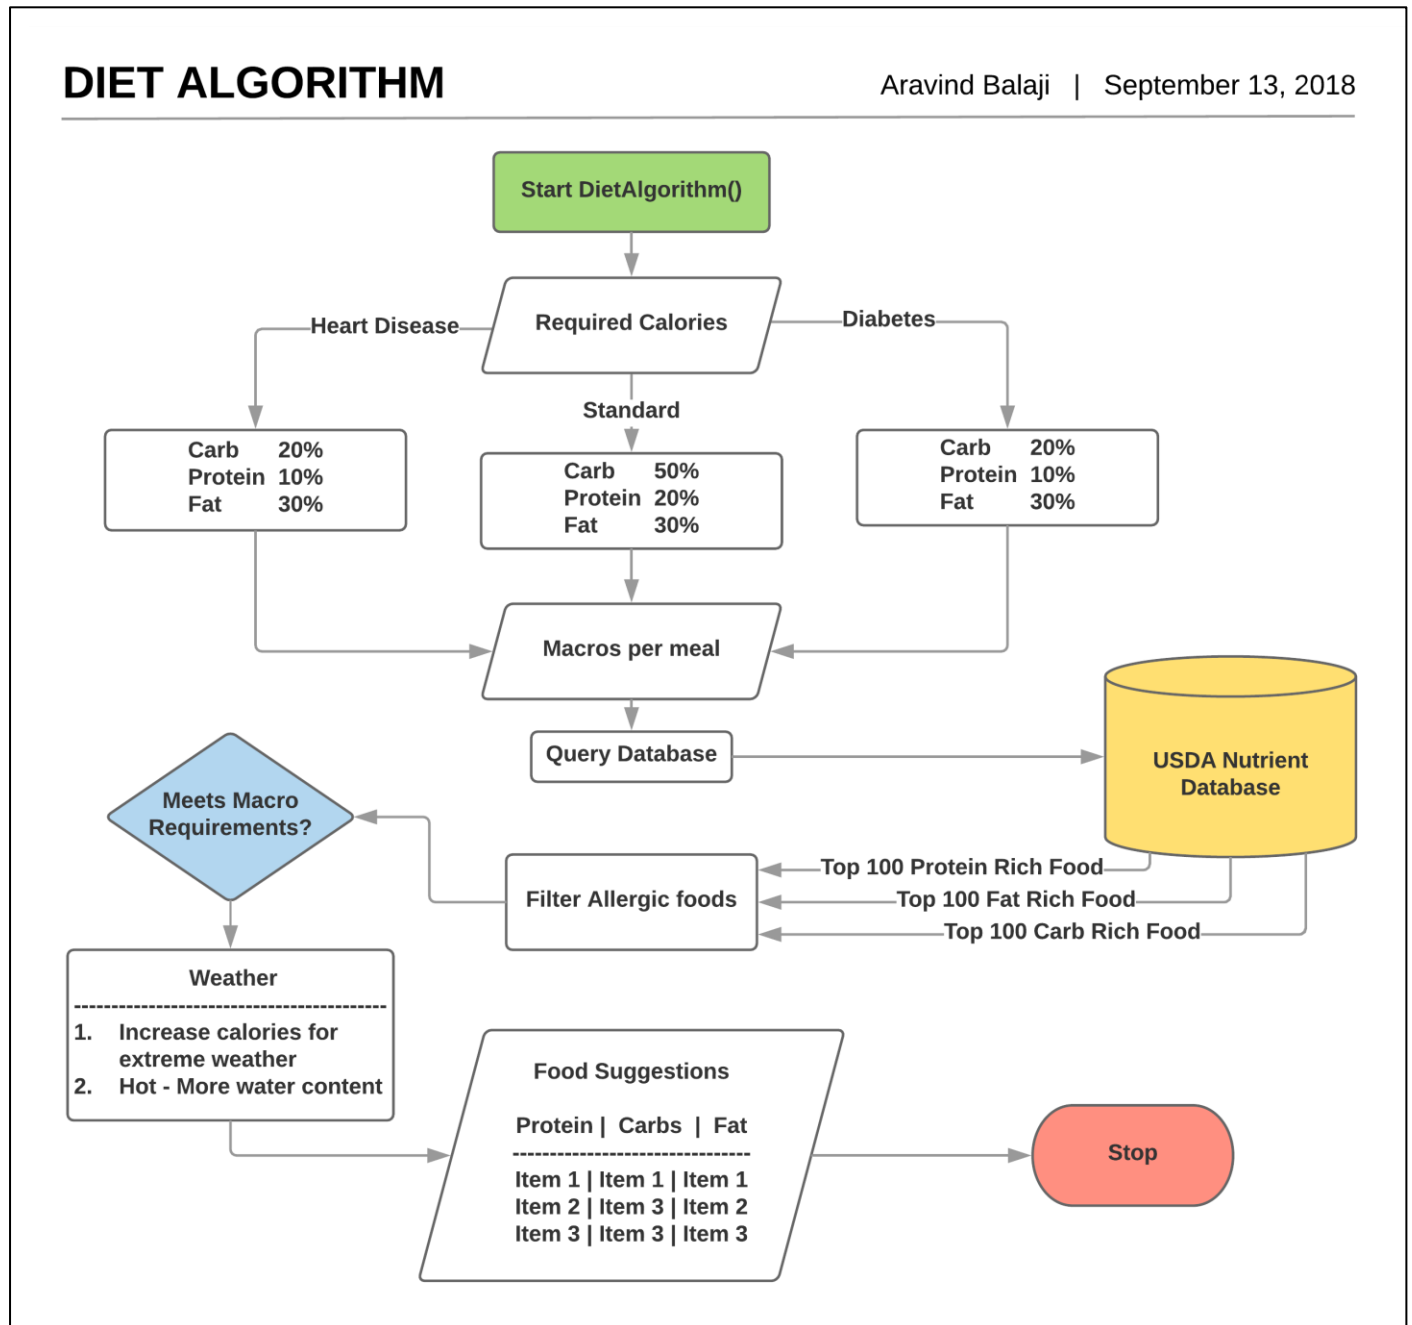 DIET ALGORITHM
Aravind Balaji | September 13, 2018
Start DietAlgorithm()
Required Calories
Heart Disease
Diabetes
Standard
Carb 20%
Protein 10%
Fat 30%
Carb 50%
Protein 20%
Fat 30%
Carb 20%
Protein 10%
Fat 30%
Macros per meal
Query Database
USDA Nutrient
Database
Top 100 Protein Rich Food
Top 100 Fat Rich Food
Top 100 Carb Rich Food
Filter Allergic foods
Meets Macro
Requirements?
Weather
------------------------------------------
1. Increase calories for
extreme weather
2. Hot - More water content
Food Suggestions
Protein | Carbs | Fat
--------------------------------
Item 1 | Item 1 | Item 1
Item 2 | Item 3 | Item 2
Item 3 | Item 3 | Item 3
Stop